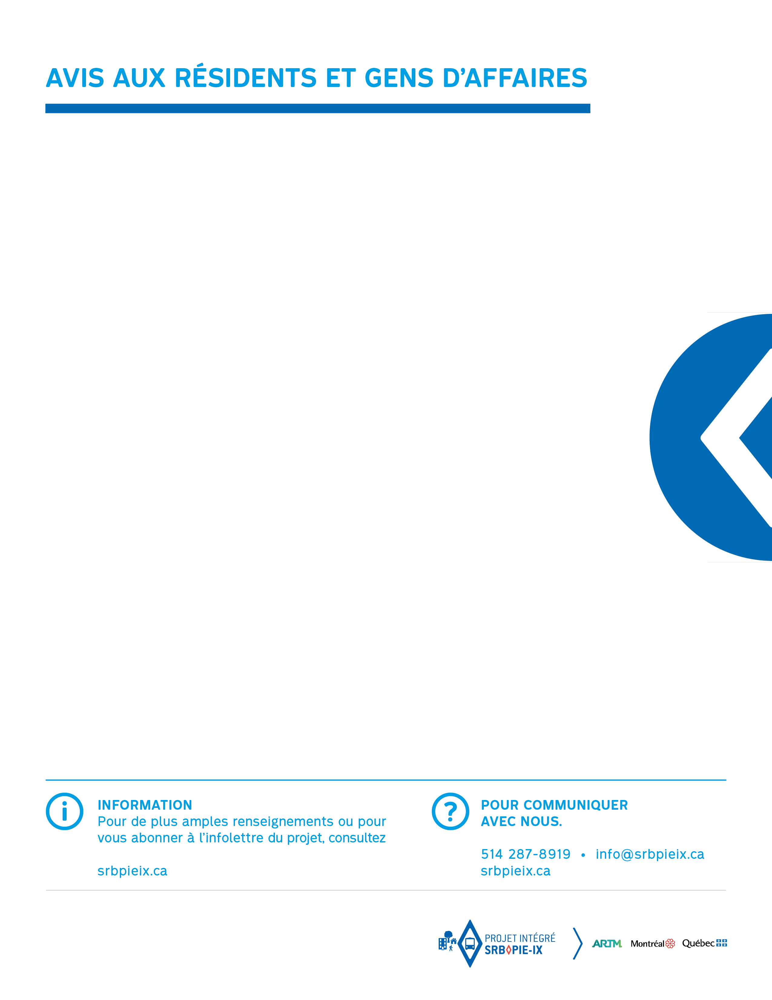 AVIS AUX RÉSIDENTS ET GENS D’AFFAIRES
INFORMATION
Pour de plus amples renseignements ou pour
vous abonner à l’infolettre du projet, consultez
srbpieix.ca
POUR COMMUNIQUER
AVEC NOUS.
514 287-8919 • info@srbpieix.ca
srbpieix.ca
PROJET INTÉGRÉ
SRB PIE-IX
ARTM Montréal Québec